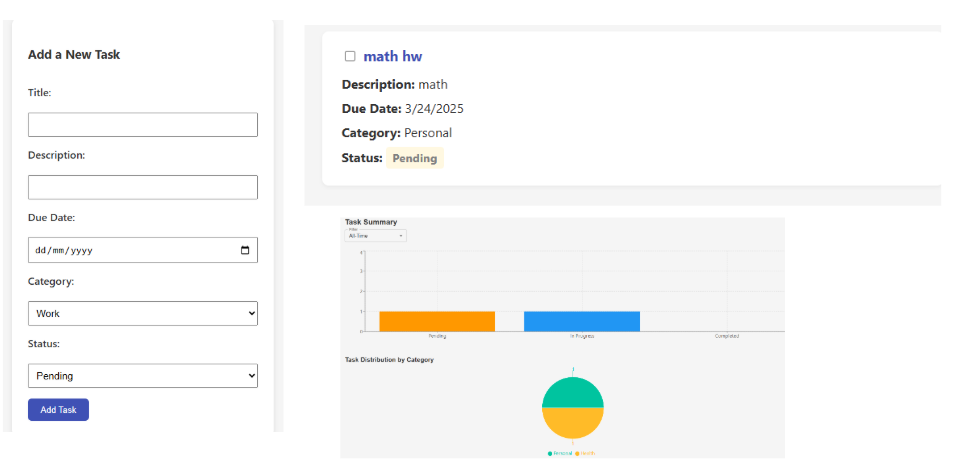 Add a New Task
Title:
Description:
Due Date:
dd/mm/yyyy
Category:
Work
Status:
Pending
Add Task
math hw
Description: math
Due Date: 3/24/2025
Category: Personal
Status: Pending
Task Summary
Filter
All-Time
4
3
2
1
0
Pending
In Progress
Completed
Task Distribution by Category
1
Personal
Health